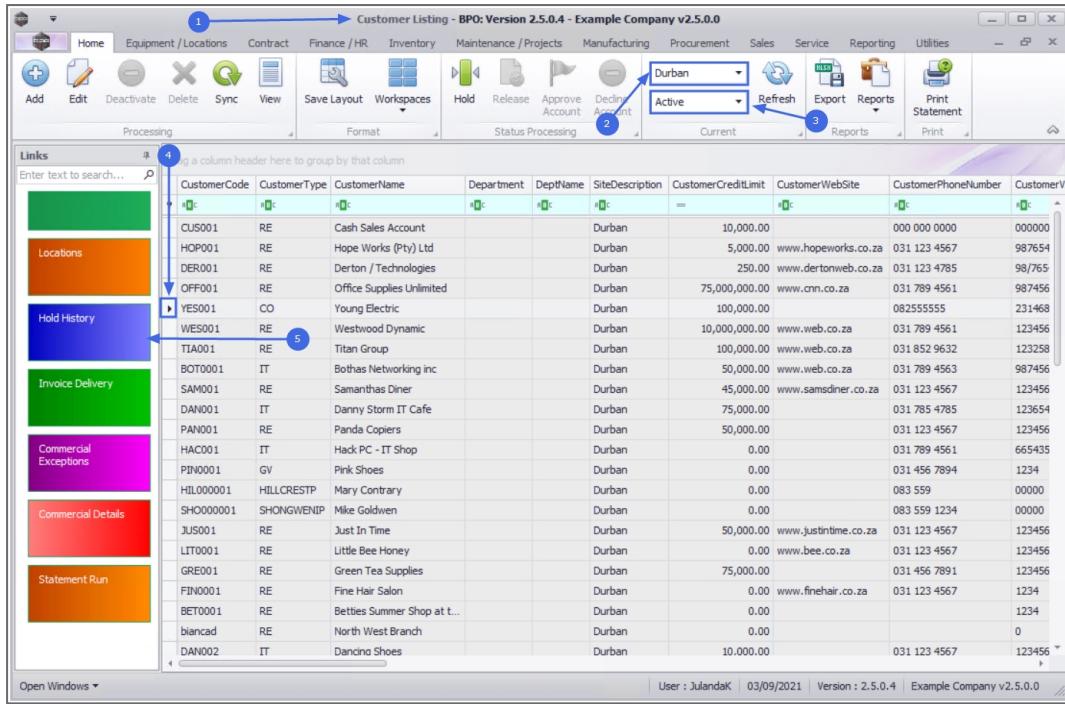 1
Customer Listing - BPO: Version 2.5.0.4 - Example Company v2.5.0.0
Home Equipment / Locations Contract Finance / HR Inventory Maintenance / Projects Manufacturing Procurement Sales Service Reporting Utilities
Durban
2
Active
3
Add Edit Deactivate Delete Sync View Save Layout Workspaces Hold Release Approve Account Decline Account Refresh Export Reports Print Statement
Processing Format Status Processing Current Reports Print
Links
4
a column header here to group by that column
Enter text to search...
CustomerCode CustomerType CustomerName Department DeptName SiteDescription CustomerCreditLimit CustomerWebSite CustomerPhoneNumber CustomerV
CUS001 RE Cash Sales Account Durban 10,000.00 000 000 0000 000000
HOP001 RE Hope Works (Pty) Ltd Durban 5,000.00 www.hopeworks.co.za 031 123 4567 987654
DER001 RE Derton / Technologies Durban 250.00 www.dertonweb.co.za 031 123 4785 98/765
OFF001 RE Office Supplies Unlimited Durban 75,000,000.00 www.cnn.co.za 031 789 4561 987456
YES001 CO Young Electric Durban 100,000.00 082555555 231468
WES001 RE Westwood Dynamic Durban 10,000,000.00 www.web.co.za 031 789 4561 123456
TIA001 RE Titan Group Durban 100,000.00 www.web.co.za 031 852 9632 123258
BOT0001 IT Bothas Networking inc Durban 50,000.00 www.web.co.za 031 789 4563 987456
SAM001 RE Samanthas Diner Durban 45,000.00 www.samsdiner.co.za 031 123 4567 123456
DAN001 IT Danny Storm IT Cafe Durban 75,000.00 031 785 4785 123654
PAN001 RE Panda Copiers Durban 50,000.00 031 123 4567 123456
HAC001 IT Hack PC - IT Shop Durban 0.00 031 789 4561 665435
PIN0001 GV Pink Shoes Durban 0.00 031 456 7894 1234
HIL000001 HILLCRESTP Mary Contrary Durban 0.00 083 559 00000
SHO000001 SHONGWENIP Mike Goldwen Durban 0.00 083 559 1234 00000
JUS001 RE Just In Time Durban 50,000.00 www.justintime.co.za 031 123 4567 123456
LIT0001 RE Little Bee Honey Durban 0.00 www.bee.co.za 031 123 4567 123456
GRE001 RE Green Tea Supplies Durban 75,000.00 031 456 7891 123456
FIN0001 RE Fine Hair Salon Durban 0.00 www.finehair.co.za 031 123 4567 1234
BET0001 RE Betties Summer Shop at t... Durban 0.00 1234
biancad RE North West Branch Durban 0.00 0
DAN002 IT Dancing Shoes Durban 10.000.00 031 123 4567 123456
Locations
Hold History
5
Invoice Delivery
Commercial Exceptions
Commercial Details
Statement Run
Open Windows User : JulandaK 03/09/2021 Version : 2.5.0.4 Example Company v2.5.0.0